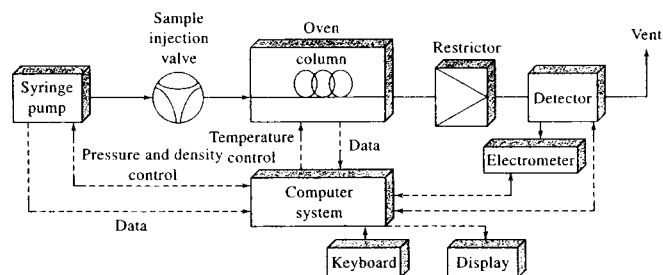 Sample
injection
valve
Oven
column
Restrictor
Vent
Syringe
pump
Detector
Temperature
control
Data
Pressure and density
control
Electrometer
Computer
system
Data
Keyboard
Display